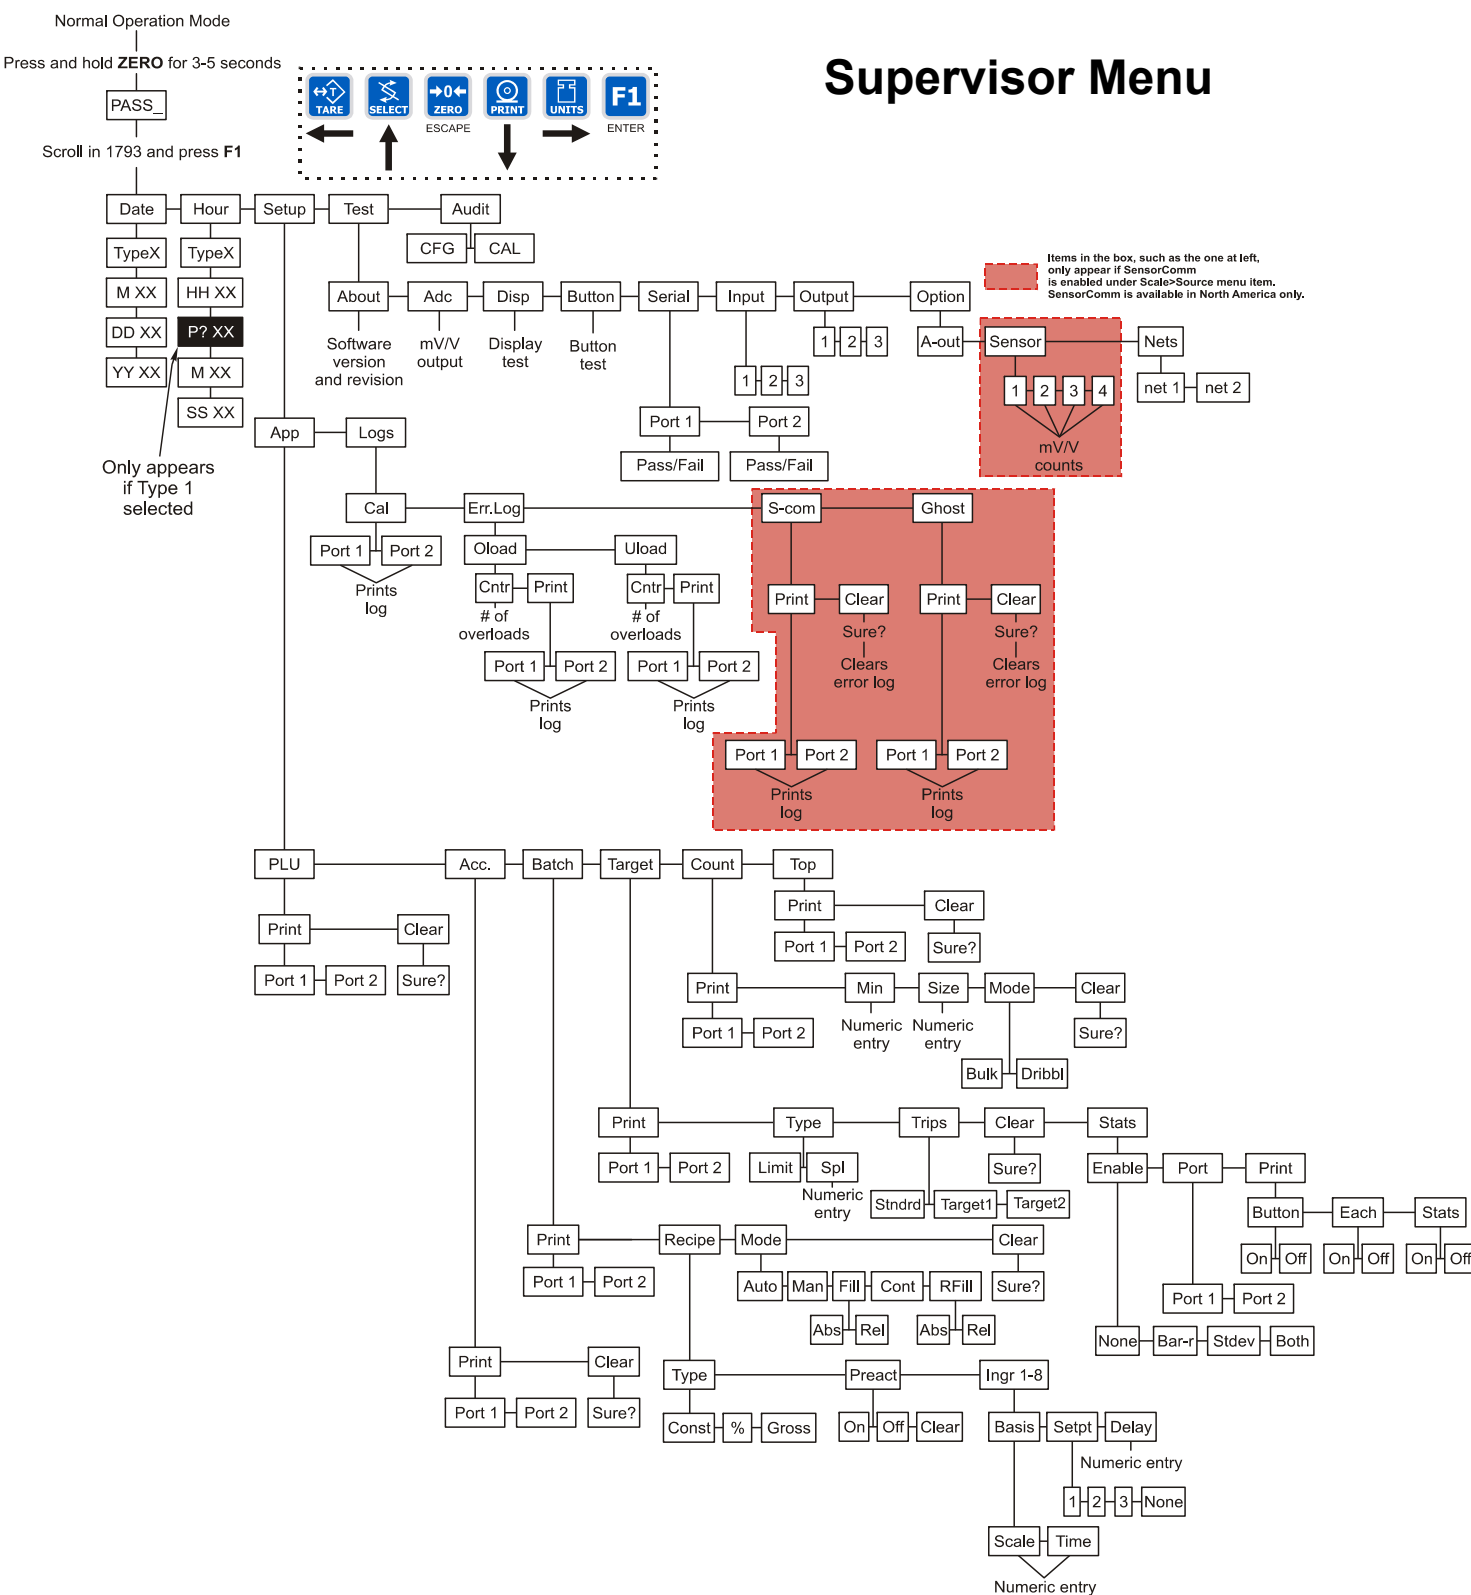 Normal Operation Mode
Supervisor Menu
Press and hold ZERO for 3-5 seconds
TARE SELECT →0← ZERO PRINT UNITS F1
ESCAPE ENTER
PASS_
Scroll in 1793 and press F1
Date Hour Setup Test Audit
CFG CAL
TypeX TypeX
M XX HH XX
DD XX P? XX
YY XX M XX
SS XX
Only appears
if Type 1
selected
Items in the box, such as the one at left,
only appear if SensorComm
is enabled under Scale>Source menu item.
SensorComm is available in North America only.
About Adc Disp Button Serial Input Output Option
Software
version
and revision
mV/V
output
Display
test
Button
test
1 2 3
1 2 3
A-out Sensor Nets
1 2 3 4
net 1 net 2
mV/V
counts
Port 1 Port 2
Pass/Fail Pass/Fail
App Logs
Cal Err.Log S-com Ghost
Port 1 Port 2
Prints
log
Oload Uload
Cntr Print Cntr Print
# of
overloads
# of
overloads
Port 1 Port 2 Port 1 Port 2
Prints
log
Prints
log
Print Clear Print Clear
Sure? Sure?
Clears
error log
Clears
error log
Port 1 Port 2 Port 1 Port 2
Prints
log
Prints
log
PLU Acc. Batch Target Count Top
Print Clear
Port 1 Port 2 Sure?
Print Clear
Port 1 Port 2 Sure?
Print Min Size Mode Clear
Port 1 Port 2
Numeric
entry
Numeric
entry
Sure?
Bulk Dribbl
Print Type Trips Clear Stats
Port 1 Port 2 Limit Spl Sure?
Numeric
entry
Stndrd Target1 Target2
Enable Port Print
Button Each Stats
On Off On Off On Off
Port 1 Port 2
None Bar-r Stdev Both
Print Recipe Mode Clear
Port 1 Port 2 Auto Man Fill Cont RFill Sure?
Abs Rel Abs Rel
Print Clear
Port 1 Port 2 Sure?
Type Preact Ingr 1-8
Const % Gross On Off Clear Basis Setpt Delay
Numeric entry
1 2 3 None
Scale Time
Numeric entry